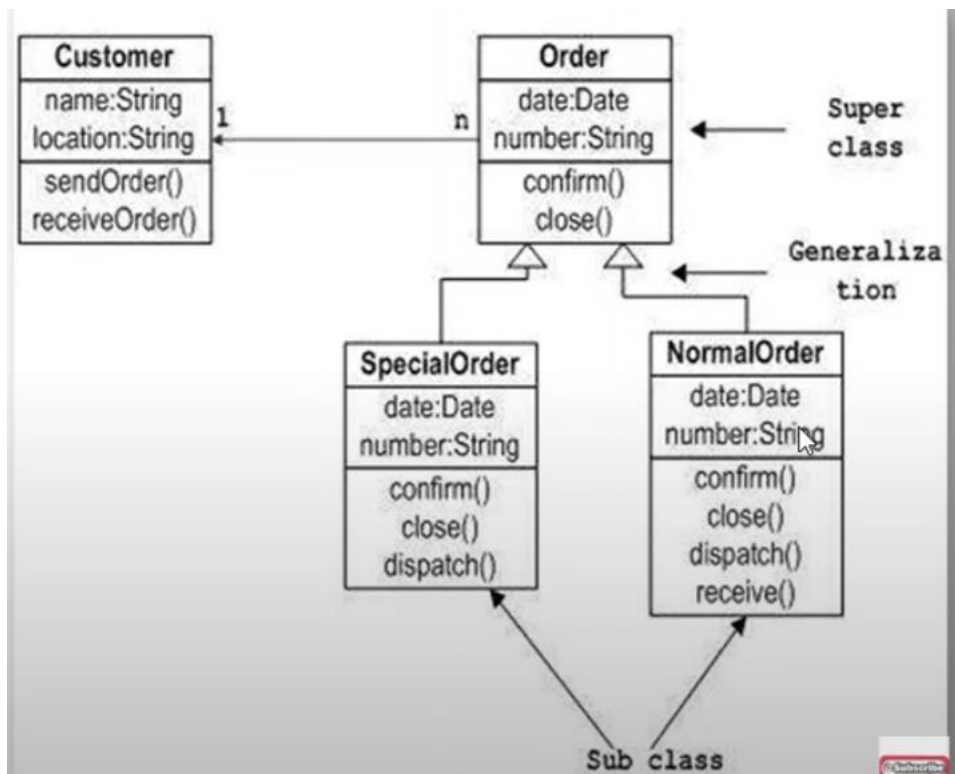 Customer
name:String
location:String
sendOrder()
receiveOrder()
1
n
Order
date:Date
number:String
confirm()
close()
Super
class
Generaliza
tion
SpecialOrder
date:Date
number:String
confirm()
close()
dispatch()
NormalOrder
date:Date
number:String
confirm()
close()
dispatch()
receive()
Sub class
Subscribe